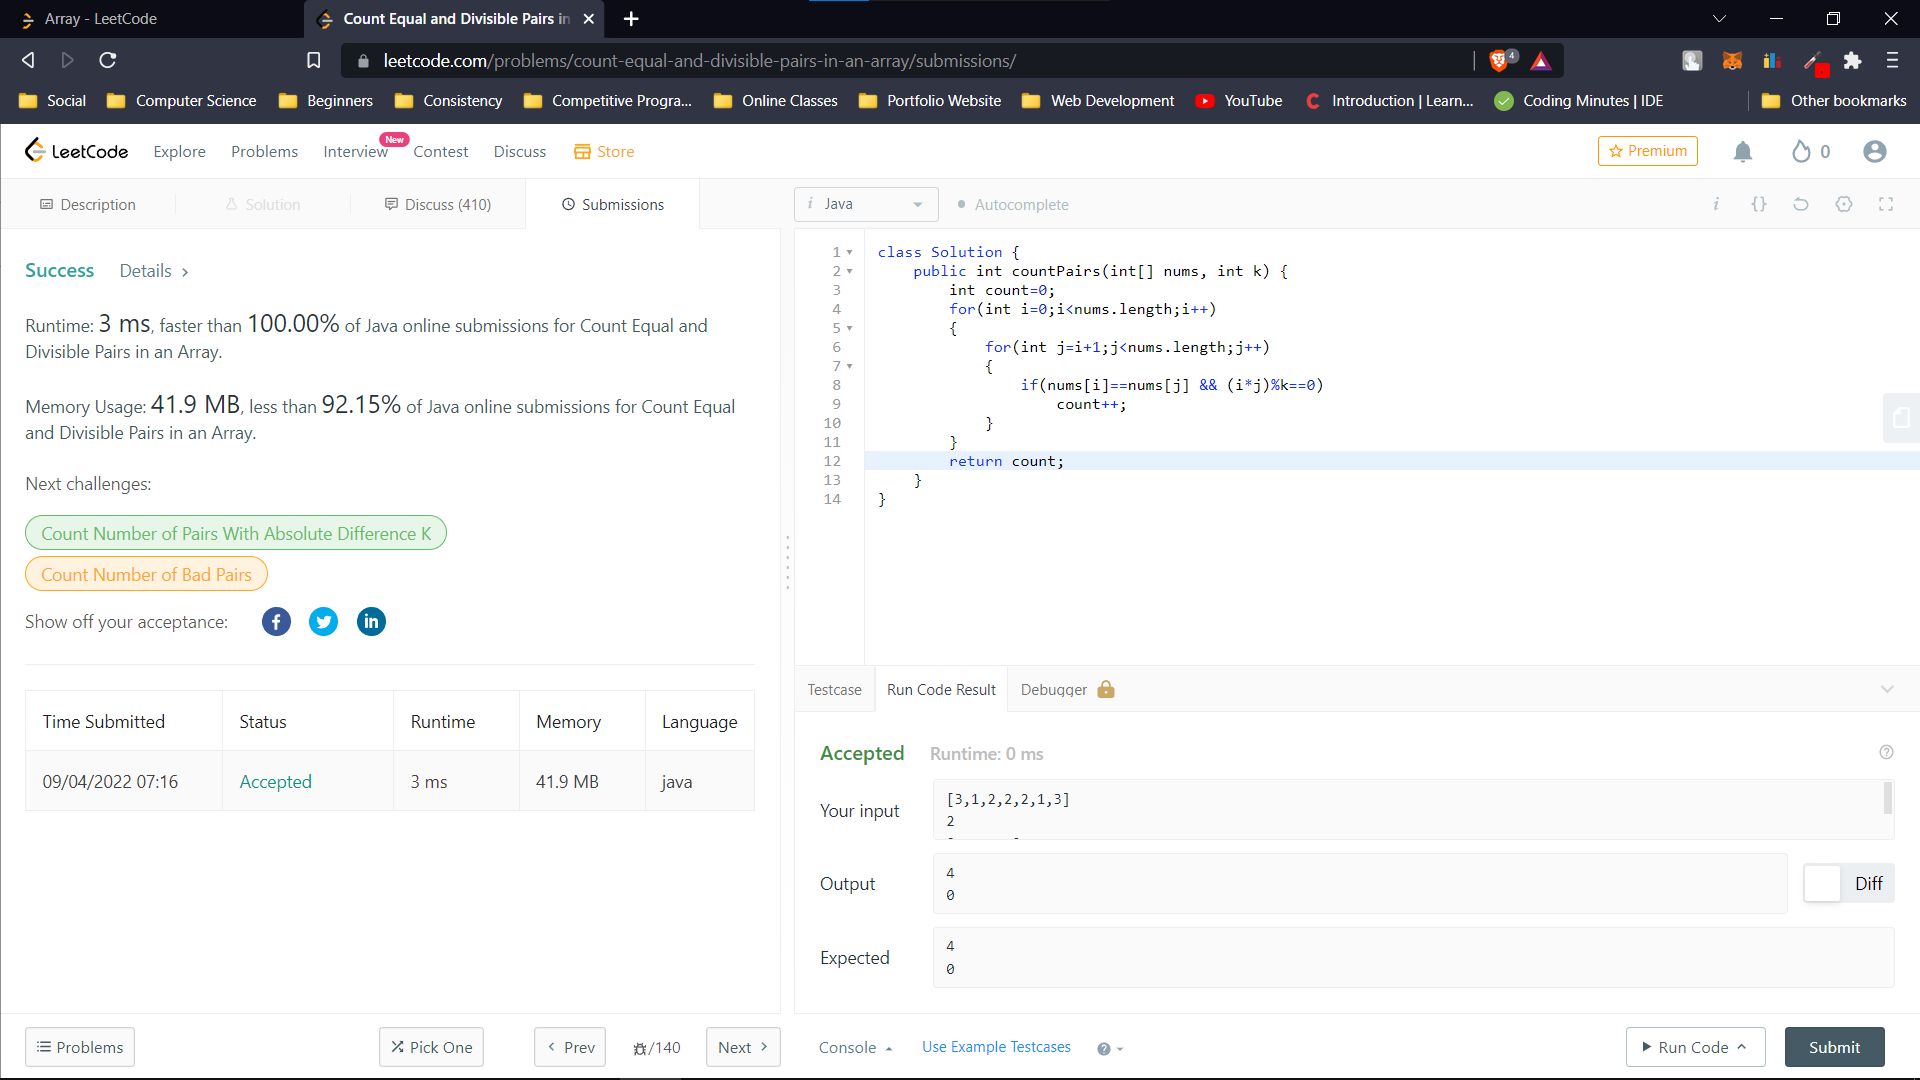 Array - LeetCode
Count Equal and Divisible Pairs in
leetcode.com/problems/count-equal-and-divisible-pairs-in-an-array/submissions/
4
Social
Computer Science
Beginners
Consistency
Competitive Progra...
Online Classes
Portfolio Website
Web Development
YouTube
Introduction | Learn...
Coding Minutes | IDE
Other bookmarks
LeetCode
Explore
Problems
Interview
New
Contest
Discuss
Store
Premium
0
Description
Solution
Discuss (410)
Submissions
i Java
Autocomplete
i {}
Success
Details >
Runtime: 3 ms, faster than 100.00% of Java online submissions for Count Equal and
Divisible Pairs in an Array.
Memory Usage: 41.9 MB, less than 92.15% of Java online submissions for Count Equal
and Divisible Pairs in an Array.
Next challenges:
Count Number of Pairs With Absolute Difference K
Count Number of Bad Pairs
Show off your acceptance:
Time Submitted Status Runtime Memory Language
09/04/2022 07:16 Accepted 3 ms 41.9 MB java
1 class Solution {
2 public int countPairs(int[] nums, int k) {
3 int count=0;
4 for(int i=0;i<nums.length;i++)
5 {
6 for(int j=i+1;j<nums.length;j++)
7 {
8 if(nums[i]==nums[j] && (i*j)%k==0)
9 count++;
10 }
11 }
12 return count;
13 }
14 }
Testcase
Run Code Result
Debugger
Accepted Runtime: 0 ms
Your input
[3,1,2,2,2,1,3]
2
Output
4
0
Diff
Expected
4
0
Problems
Pick One
< Prev
/140
Next >
Console
Use Example Testcases
Run Code
Submit